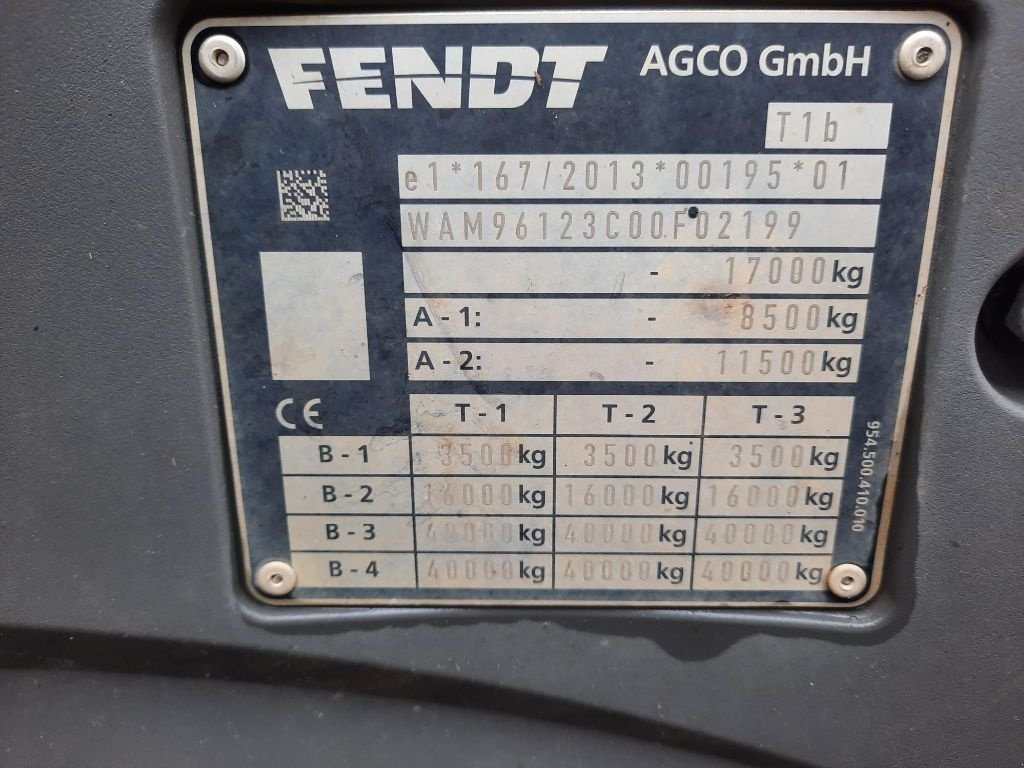 FENDT AGCO GmbH
T1b
e1*167/2013*00195*01
WAM96123C00F02199
- 17000kg
A - 1: - 8500kg
A - 2: - 11500kg
CE T - 1 T - 2 T - 3
B - 1 3500kg 3500kg 3500kg
B - 2 16000kg 16000kg 16000kg
B - 3 40000kg 40000kg 40000kg
B - 4 40000kg 40000kg 40000kg
954.500.410.010